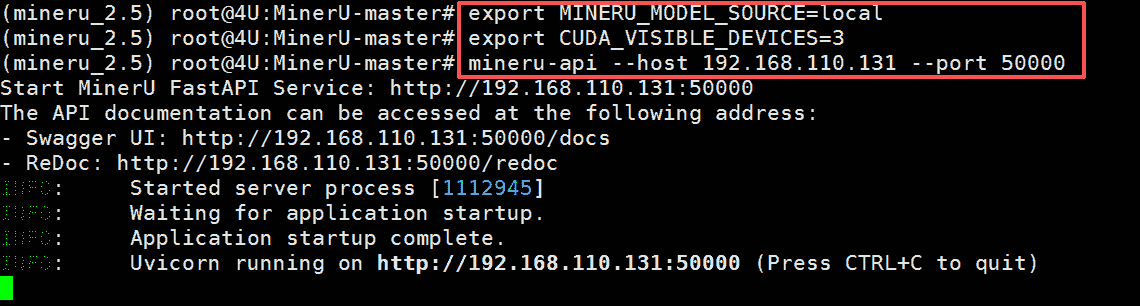 (mineru_2.5) root@4U:MinerU-master# export MINERU_MODEL_SOURCE=local
(mineru_2.5) root@4U:MinerU-master# export CUDA_VISIBLE_DEVICES=3
(mineru_2.5) root@4U:MinerU-master# mineru-api --host 192.168.110.131 --port 50000
Start MinerU FastAPI Service: http://192.168.110.131:50000
The API documentation can be accessed at the following address:
- Swagger UI: http://192.168.110.131:50000/docs
- ReDoc: http://192.168.110.131:50000/redoc
INFO:     Started server process [1112945]
INFO:     Waiting for application startup.
INFO:     Application startup complete.
INFO:     Uvicorn running on http://192.168.110.131:50000 (Press CTRL+C to quit)